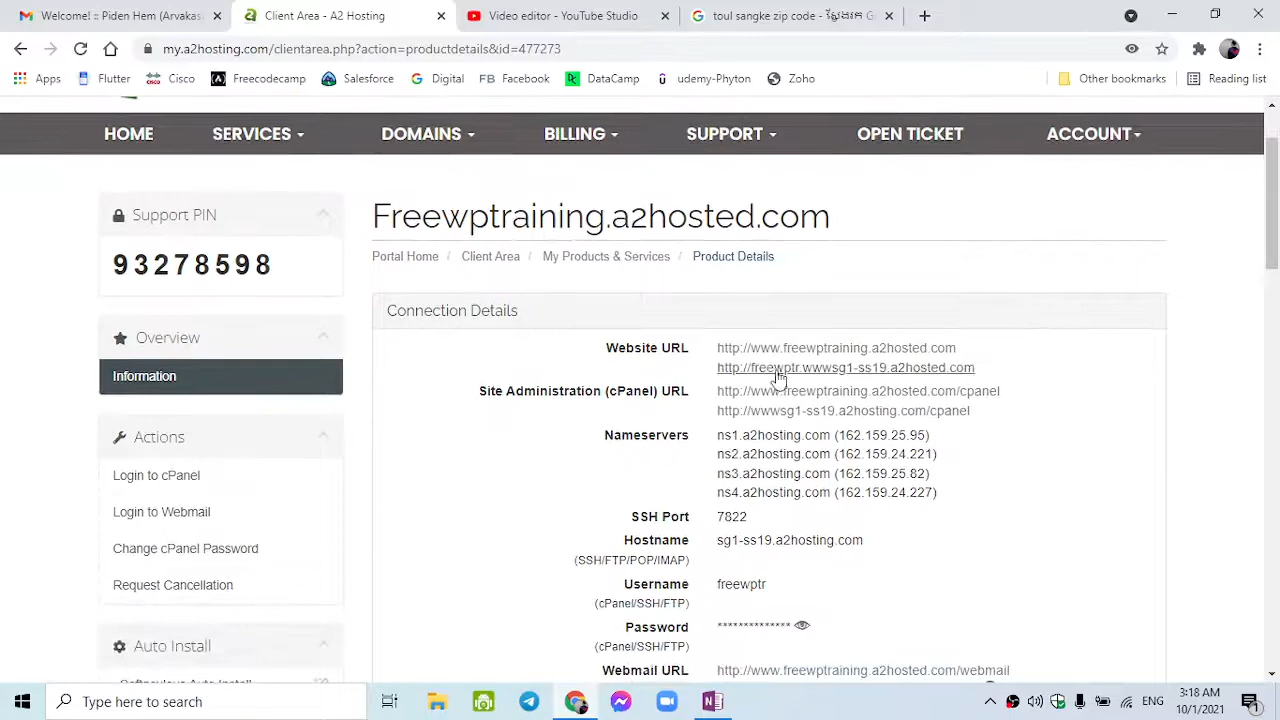 Piden Hem (Arvakas
Client Area - A2 Hosting
Video editor - YouTube Studio
toul sangke zip code -
my.a2hosting.com/clientarea.php?action=productdetails&id=477273
Apps
Flutter
Cisco
Freecodecamp
Salesforce
Digital
FB Facebook
DataCamp
udemy-Phyton
Zoho
Other bookmarks
Reading list
HOME
SERVICES
DOMAINS
BILLING
SUPPORT
OPEN TICKET
ACCOUNT
Support PIN
93278598
Overview
Information
Actions
Login to cPanel
Login to Webmail
Change cPanel Password
Request Cancellation
Auto Install
Freewptraining.a2hosted.com
Portal Home / Client Area / My Products & Services / Product Details
Connection Details
Website URL http://www.freewptraining.a2hosted.com
http://freewptr.wwwsg1-ss19.a2hosted.com
Site Administration (cPanel) URL http://www.freewptraining.a2hosted.com/cpanel
http://wwwsg1-ss19.a2hosting.com/cpanel
Nameservers ns1.a2hosting.com (162.159.25.95)
ns2.a2hosting.com (162.159.24.221)
ns3.a2hosting.com (162.159.25.82)
ns4.a2hosting.com (162.159.24.227)
SSH Port 7822
Hostname sg1-ss19.a2hosting.com
(SSH/FTP/POP/IMAP)
Username freewptr
(cPanel/SSH/FTP)
Password **************
(cPanel/SSH/FTP)
Webmail URL http://www.freewptraining.a2hosted.com/webmail
Type here to search
ENG
3:18 AM
10/1/2021